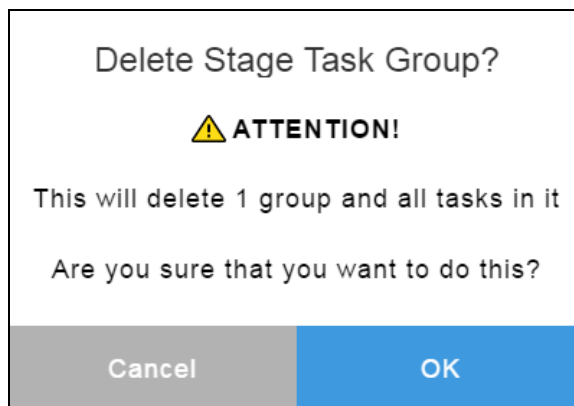 Delete Stage Task Group?
ATTENTION!
This will delete 1 group and all tasks in it
Are you sure that you want to do this?
Cancel
OK